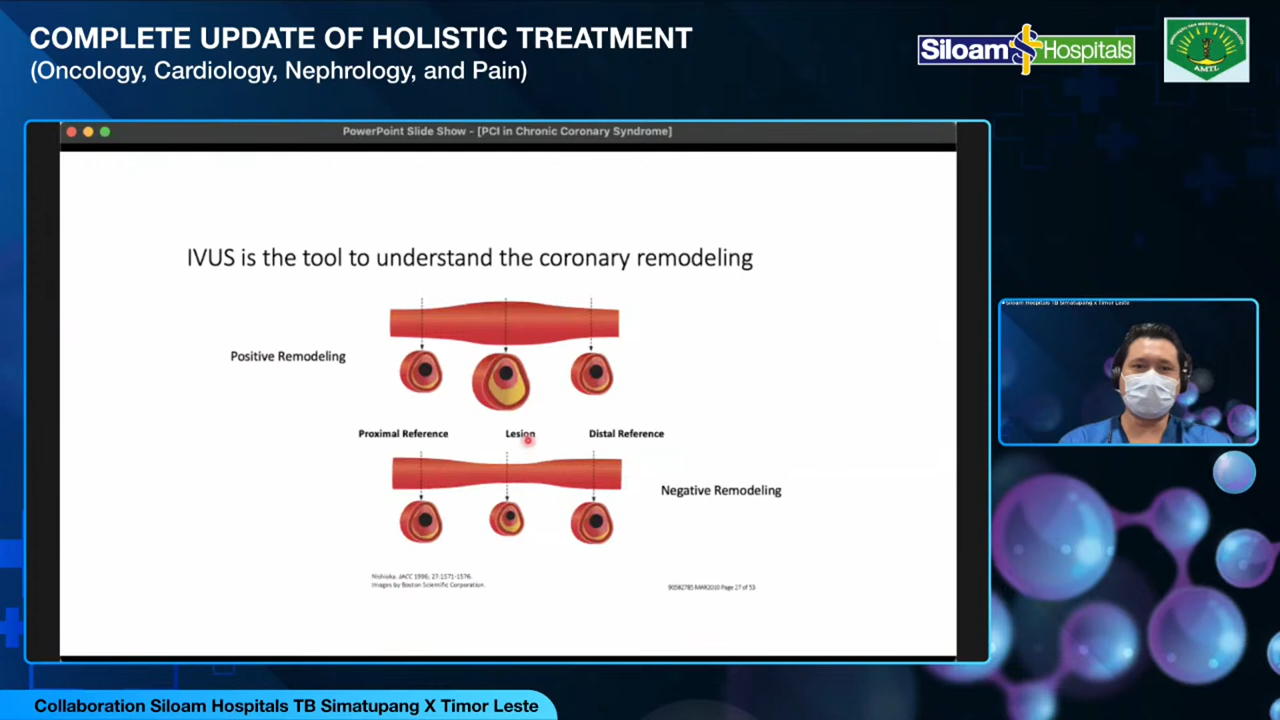 COMPLETE UPDATE OF HOLISTIC TREATMENT
(Oncology, Cardiology, Nephrology, and Pain)
Siloam Hospitals
AMTL
PowerPoint Slide Show - [PCI in Chronic Coronary Syndrome]
IVUS is the tool to understand the coronary remodeling
Positive Remodeling
Proximal Reference
Lesion
Distal Reference
Negative Remodeling
Nishioka. JACC 1996; 27:1571-1576.
Images by Boston Scientific Corporation.
90582785 MAR2010 Page 27 of 53
Siloam Hospitals TB Simatupang X Timor Leste
Collaboration Siloam Hospitals TB Simatupang X Timor Leste